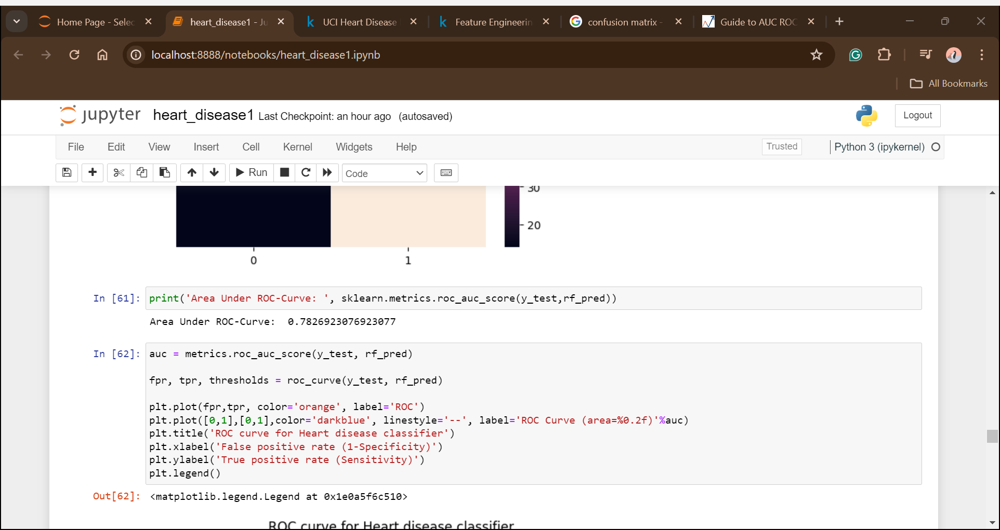 Home Page - Selec
heart_disease1 - Ju
UCI Heart Disease
Feature Engineerin
confusion matrix -
Guide to AUC ROC
localhost:8888/notebooks/heart_disease1.ipynb
All Bookmarks
jupyter heart_disease1 Last Checkpoint: an hour ago (autosaved)
Logout
File Edit View Insert Cell Kernel Widgets Help
Trusted
Python 3 (ipykernel)
Run
Code
30
20
0 1
In [61]: print('Area Under ROC-Curve: ', sklearn.metrics.roc_auc_score(y_test,rf_pred))
Area Under ROC-Curve:  0.7826923076923077
In [62]: auc = metrics.roc_auc_score(y_test, rf_pred)
fpr, tpr, thresholds = roc_curve(y_test, rf_pred)
plt.plot(fpr,tpr, color='orange', label='ROC')
plt.plot([0,1],[0,1],color='darkblue', linestyle='--', label='ROC Curve (area=%0.2f)'%auc)
plt.title('ROC curve for Heart disease classifier')
plt.xlabel('False positive rate (1-Specificity)')
plt.ylabel('True positive rate (Sensitivity)')
plt.legend()
Out[62]: <matplotlib.legend.Legend at 0x1e0a5f6c510>
ROC curve for Heart disease classifier